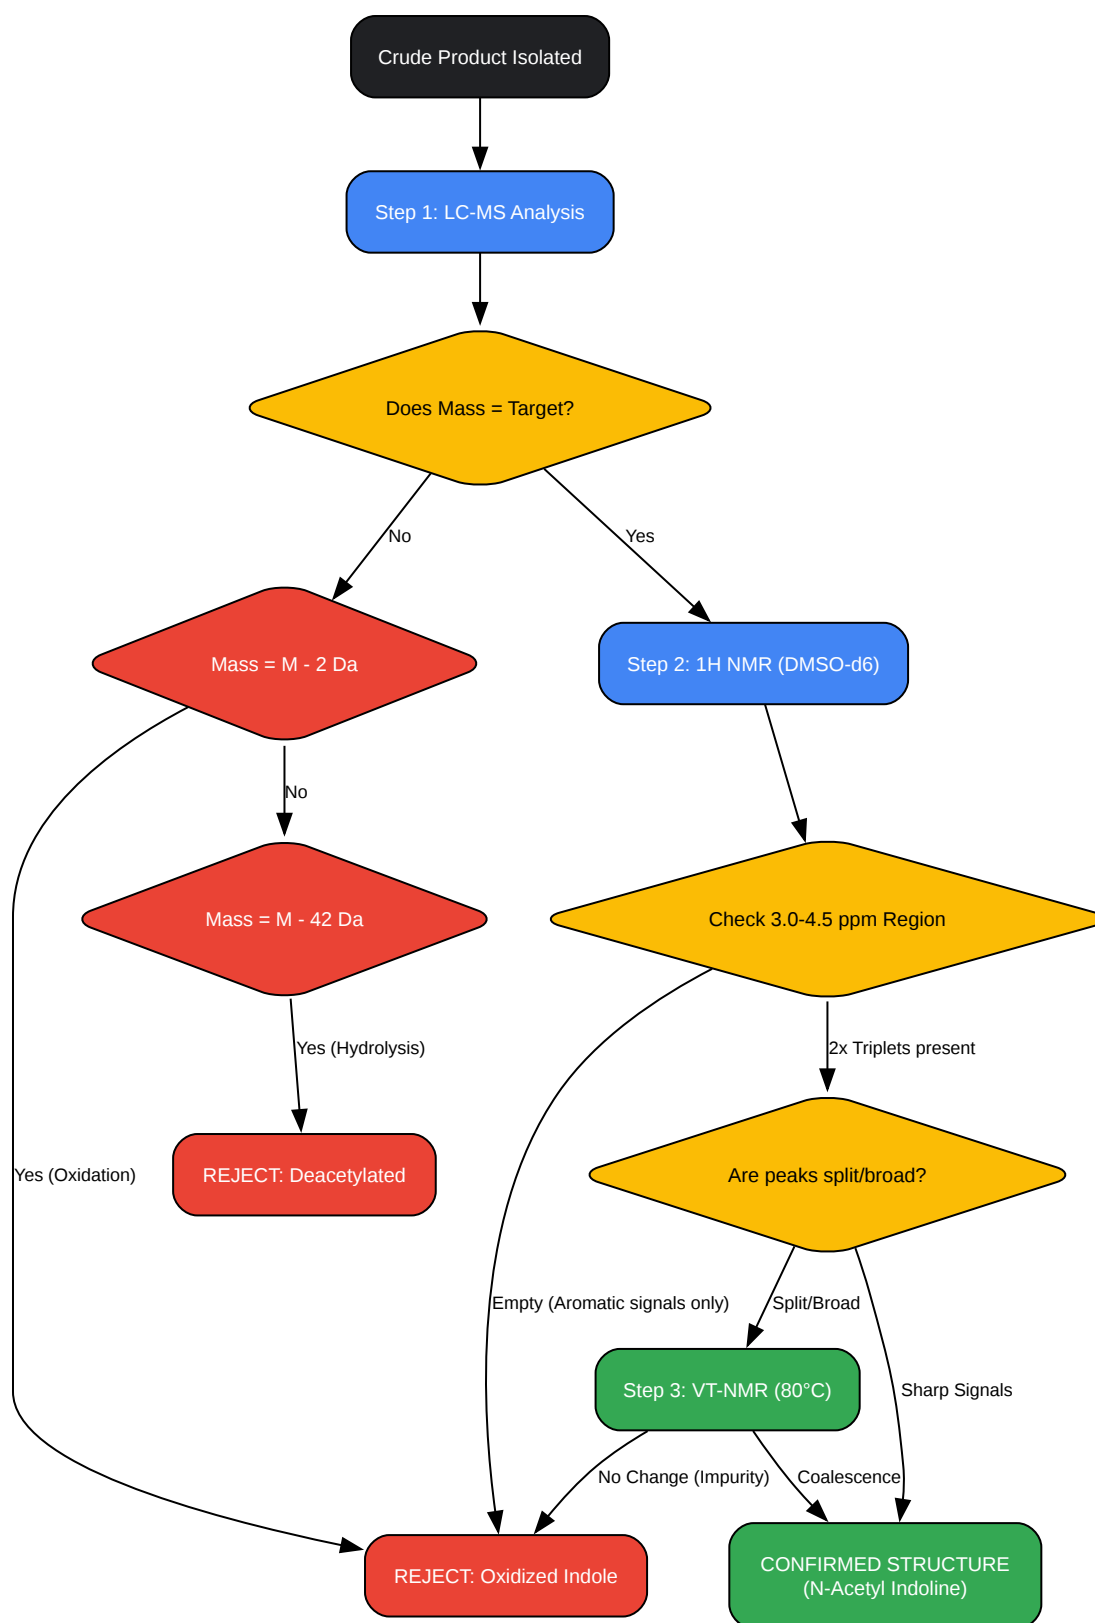 Crude Product Isolated
Step 1: LC-MS Analysis
Does Mass = Target?
No
Yes
Mass = M - 2 Da
Step 2: 1H NMR (DMSO-d6)
No
Mass = M - 42 Da
Check 3.0-4.5 ppm Region
Yes (Hydrolysis)
2x Triplets present
Yes (Oxidation)
REJECT: Deacetylated
Are peaks split/broad?
Empty (Aromatic signals only)
Split/Broad
Step 3: VT-NMR (80°C)
Sharp Signals
No Change (Impurity)
Coalescence
REJECT: Oxidized Indole
CONFIRMED STRUCTURE
(N-Acetyl Indoline)